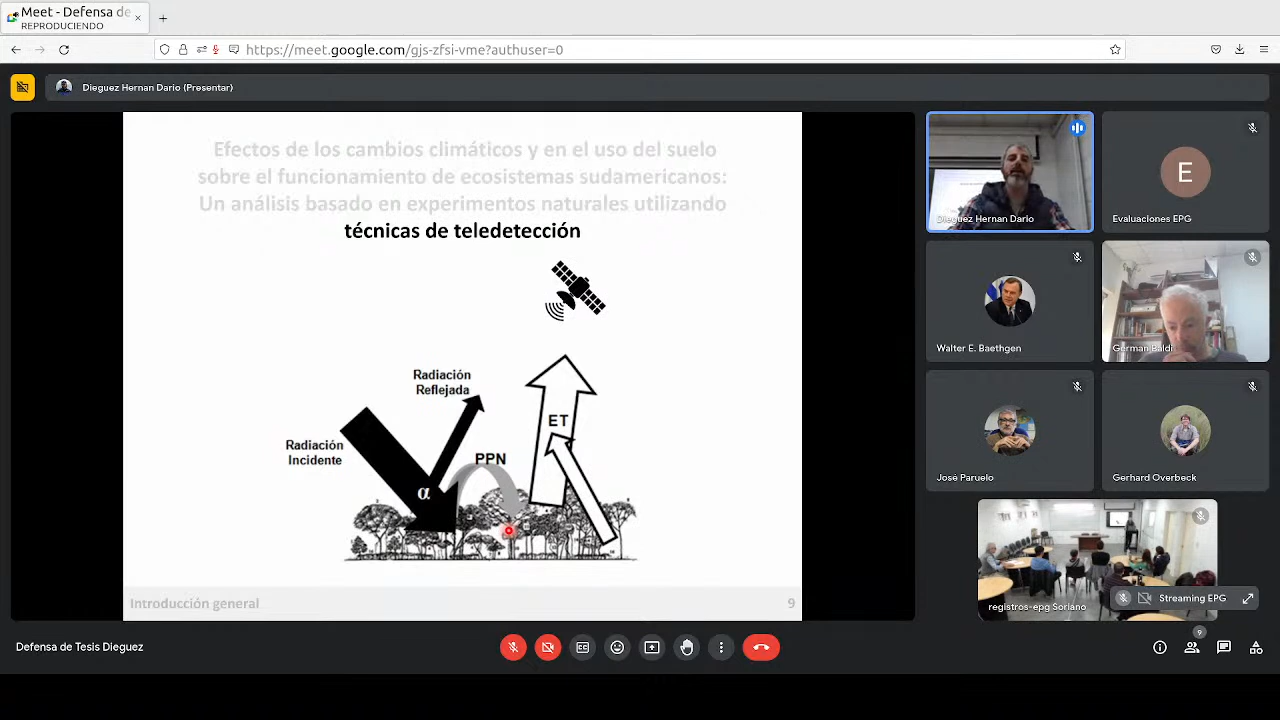 Meet - Defensa de
REPRODUCIENDO
https://meet.google.com/gjs-zfsi-vme?authuser=0
Dieguez Hernan Dario (Presentar)
Efectos de los cambios climáticos y en el uso del suelo
sobre el funcionamiento de ecosistemas sudamericanos:
Un análisis basado en experimentos naturales utilizando
técnicas de teledetección
Radiación
Reflejada
Radiación
Incidente
α
PPN
ET
Introducción general
9
Dieguez Hernan Dario
E
Evaluaciones EPG
Walter E. Baethgen
German Baldi
José Paruelo
Gerhard Overbeck
registros-epg Soriano
Streaming EPG
Defensa de Tesis Dieguez
9